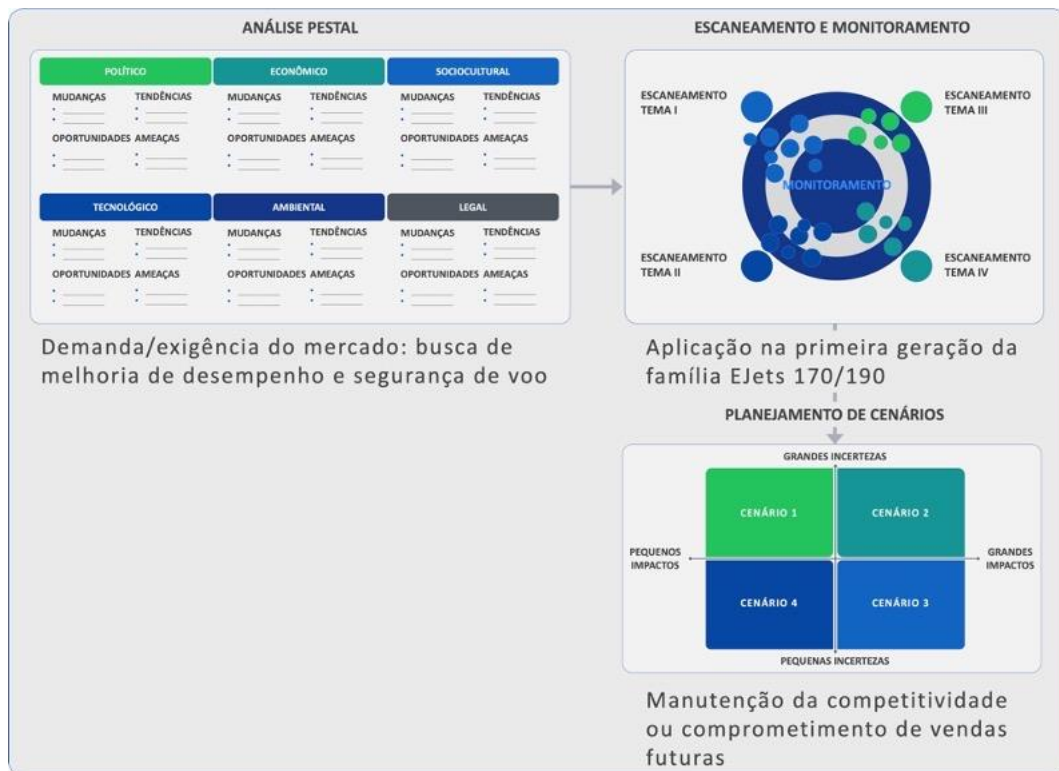 ANÁLISE PESTAL
POLÍTICO
MUDANÇAS TENDÊNCIAS
OPORTUNIDADES AMEAÇAS
ECONÔMICO
MUDANÇAS TENDÊNCIAS
OPORTUNIDADES AMEAÇAS
SOCIOCULTURAL
MUDANÇAS TENDÊNCIAS
OPORTUNIDADES AMEAÇAS
TECNOLÓGICO
MUDANÇAS TENDÊNCIAS
OPORTUNIDADES AMEAÇAS
AMBIENTAL
MUDANÇAS TENDÊNCIAS
OPORTUNIDADES AMEAÇAS
LEGAL
MUDANÇAS TENDÊNCIAS
OPORTUNIDADES AMEAÇAS
Demanda/exigência do mercado: busca de
melhoria de desempenho e segurança de voo
ESCANEAMENTO E MONITORAMENTO
ESCANEAMENTO
TEMA I
ESCANEAMENTO
TEMA III
MONITORAMENTO
ESCANEAMENTO
TEMA II
ESCANEAMENTO
TEMA IV
Aplicação na primeira geração da
família EJets 170/190
PLANEJAMENTO DE CENÁRIOS
GRANDES INCERTEZAS
CENÁRIO 1
CENÁRIO 2
PEQUENOS
IMPACTOS
GRANDES
IMPACTOS
CENÁRIO 4
CENÁRIO 3
PEQUENAS INCERTEZAS
Manutenção da competitividade
ou comprometimento de vendas
futuras